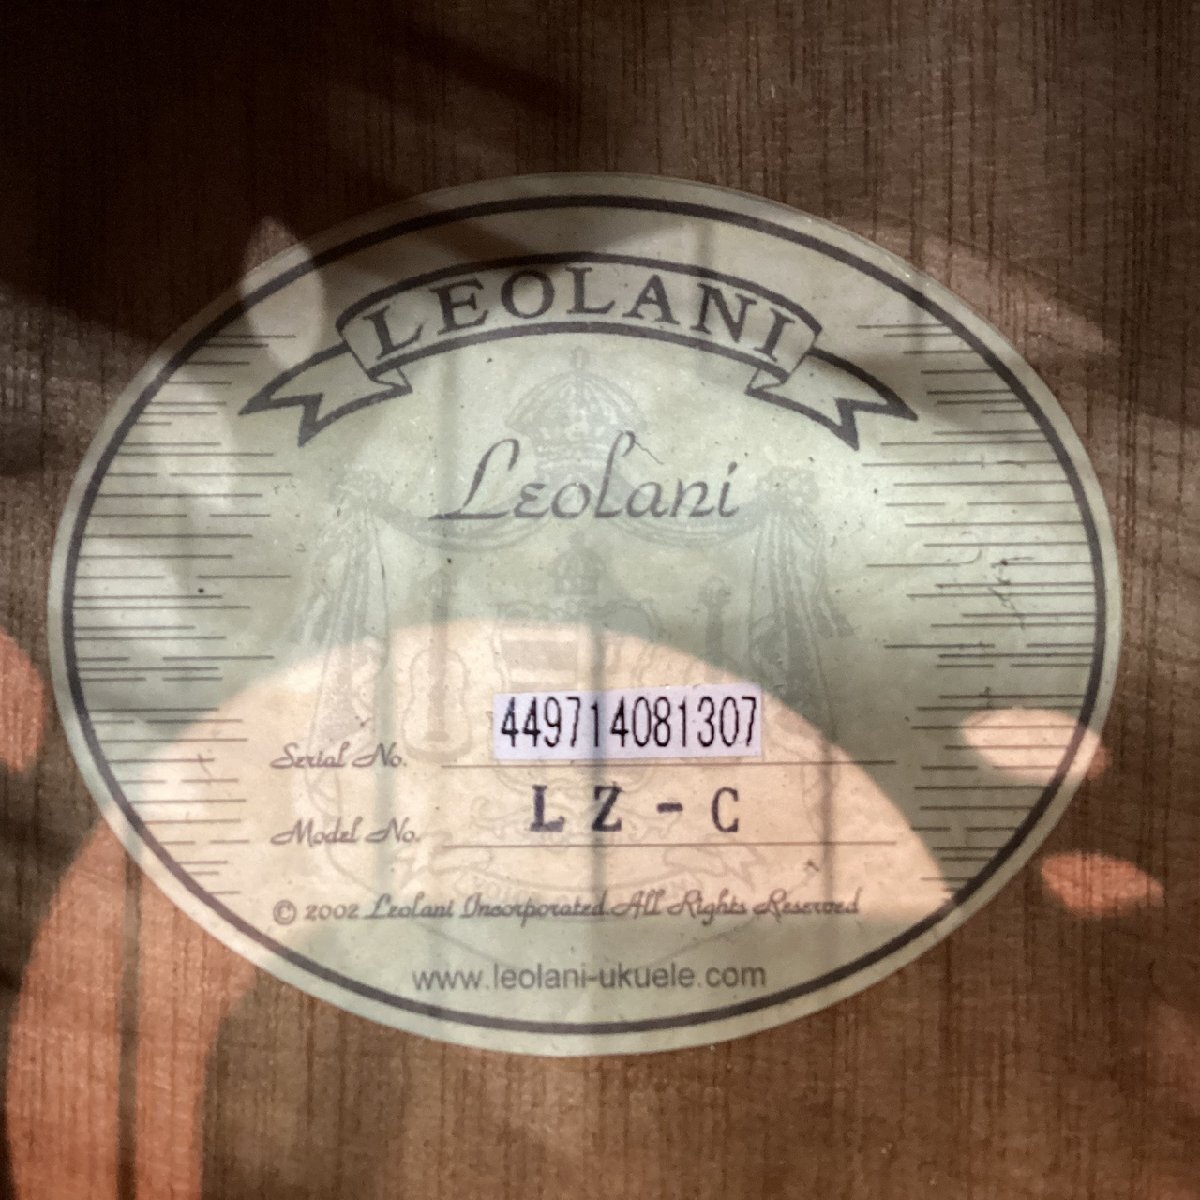 LEOLANI
Leolani
Serial No. 449714081307
Model No. LZ-C
© 2002 Leolani Incorporated All Rights Reserved
www.leolani-ukuele.com